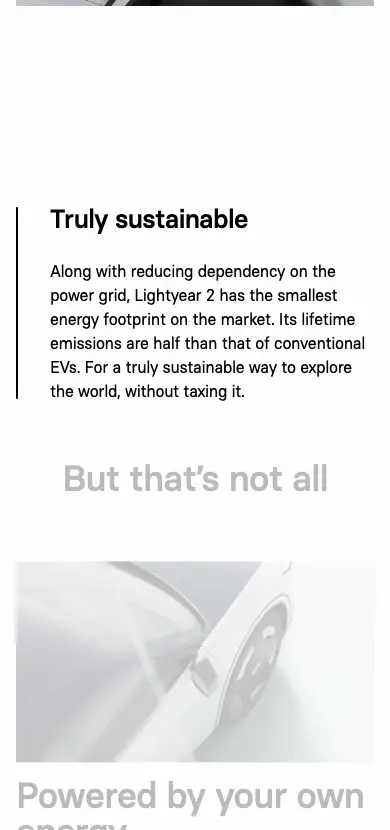 Truly sustainable
Along with reducing dependency on the
power grid, Lightyear 2 has the smallest
energy footprint on the market. Its lifetime
emissions are half than that of conventional
EVs. For a truly sustainable way to explore
the world, without taxing it.
But that’s not all
Powered by your own
energy